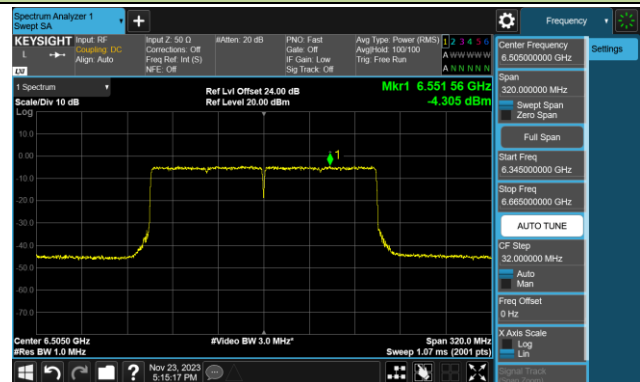 Spectrum Analyzer 1
Swept SA
+
Frequency
KEYSIGHT
L
LXI
Input: RF
Coupling: DC
Align: Auto
Input Z: 50 Ω
Corrections: Off
Freq Ref: Int (S)
NFE: Off
#Atten: 20 dB
PNO: Fast
Gate: Off
IF Gain: Low
Sig Track: Off
Avg Type: Power (RMS)
Avg|Hold: 100/100
Trig: Free Run
1 2 3 4 5 6
A W W W W W
A N N N N N
1 Spectrum
Scale/Div 10 dB
Log
Ref Lvl Offset 24.00 dB
Ref Level 20.00 dBm
Mkr1 6.551 56 GHz
-4.305 dBm
10.0
0.00
-10.0
-20.0
-30.0
-40.0
-50.0
-60.0
-70.0
1
Center 6.5050 GHz
#Res BW 1.0 MHz
#Video BW 3.0 MHz*
Span 320.0 MHz
Sweep 1.07 ms (2001 pts)
Center Frequency
6.505000000 GHz
Settings
Span
320.000000 MHz
Swept Span
Zero Span
Full Span
Start Freq
6.345000000 GHz
Stop Freq
6.665000000 GHz
AUTO TUNE
CF Step
32.000000 MHz
Auto
Man
Freq Offset
0 Hz
X Axis Scale
Log
Lin
Signal Track
(Span Zoom)
?
Nov 23, 2023
5:15:17 PM